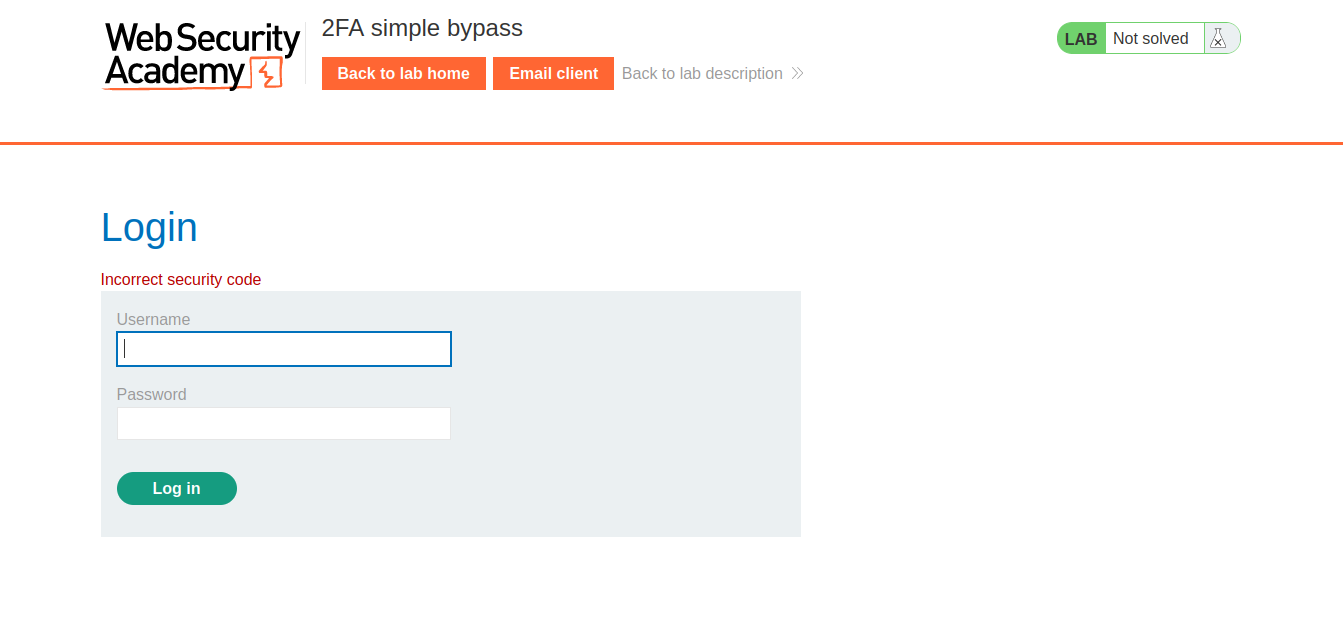 Web Security
Academy
2FA simple bypass
Back to lab home
Email client
Back to lab description
LAB
Not solved
Login
Incorrect security code
Username
Password
Log in